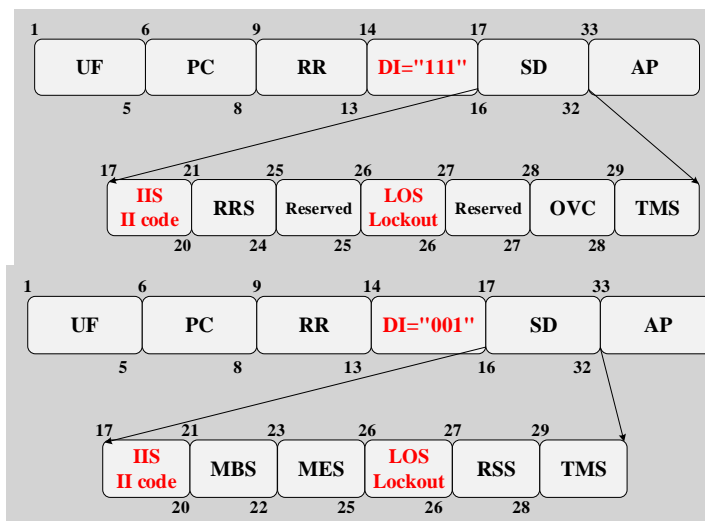 1 6 9 14 17 33
UF PC RR DI="111" SD AP
5 8 13 16 32
17 21 25 26 27 28 29
IIS II code RRS Reserved LOS Lockout Reserved OVC TMS
20 24 25 26 27 28
1 6 9 14 17 33
UF PC RR DI="001" SD AP
5 8 13 16 32
17 21 23 26 27 29
IIS II code MBS MES LOS Lockout RSS TMS
20 22 25 26 28